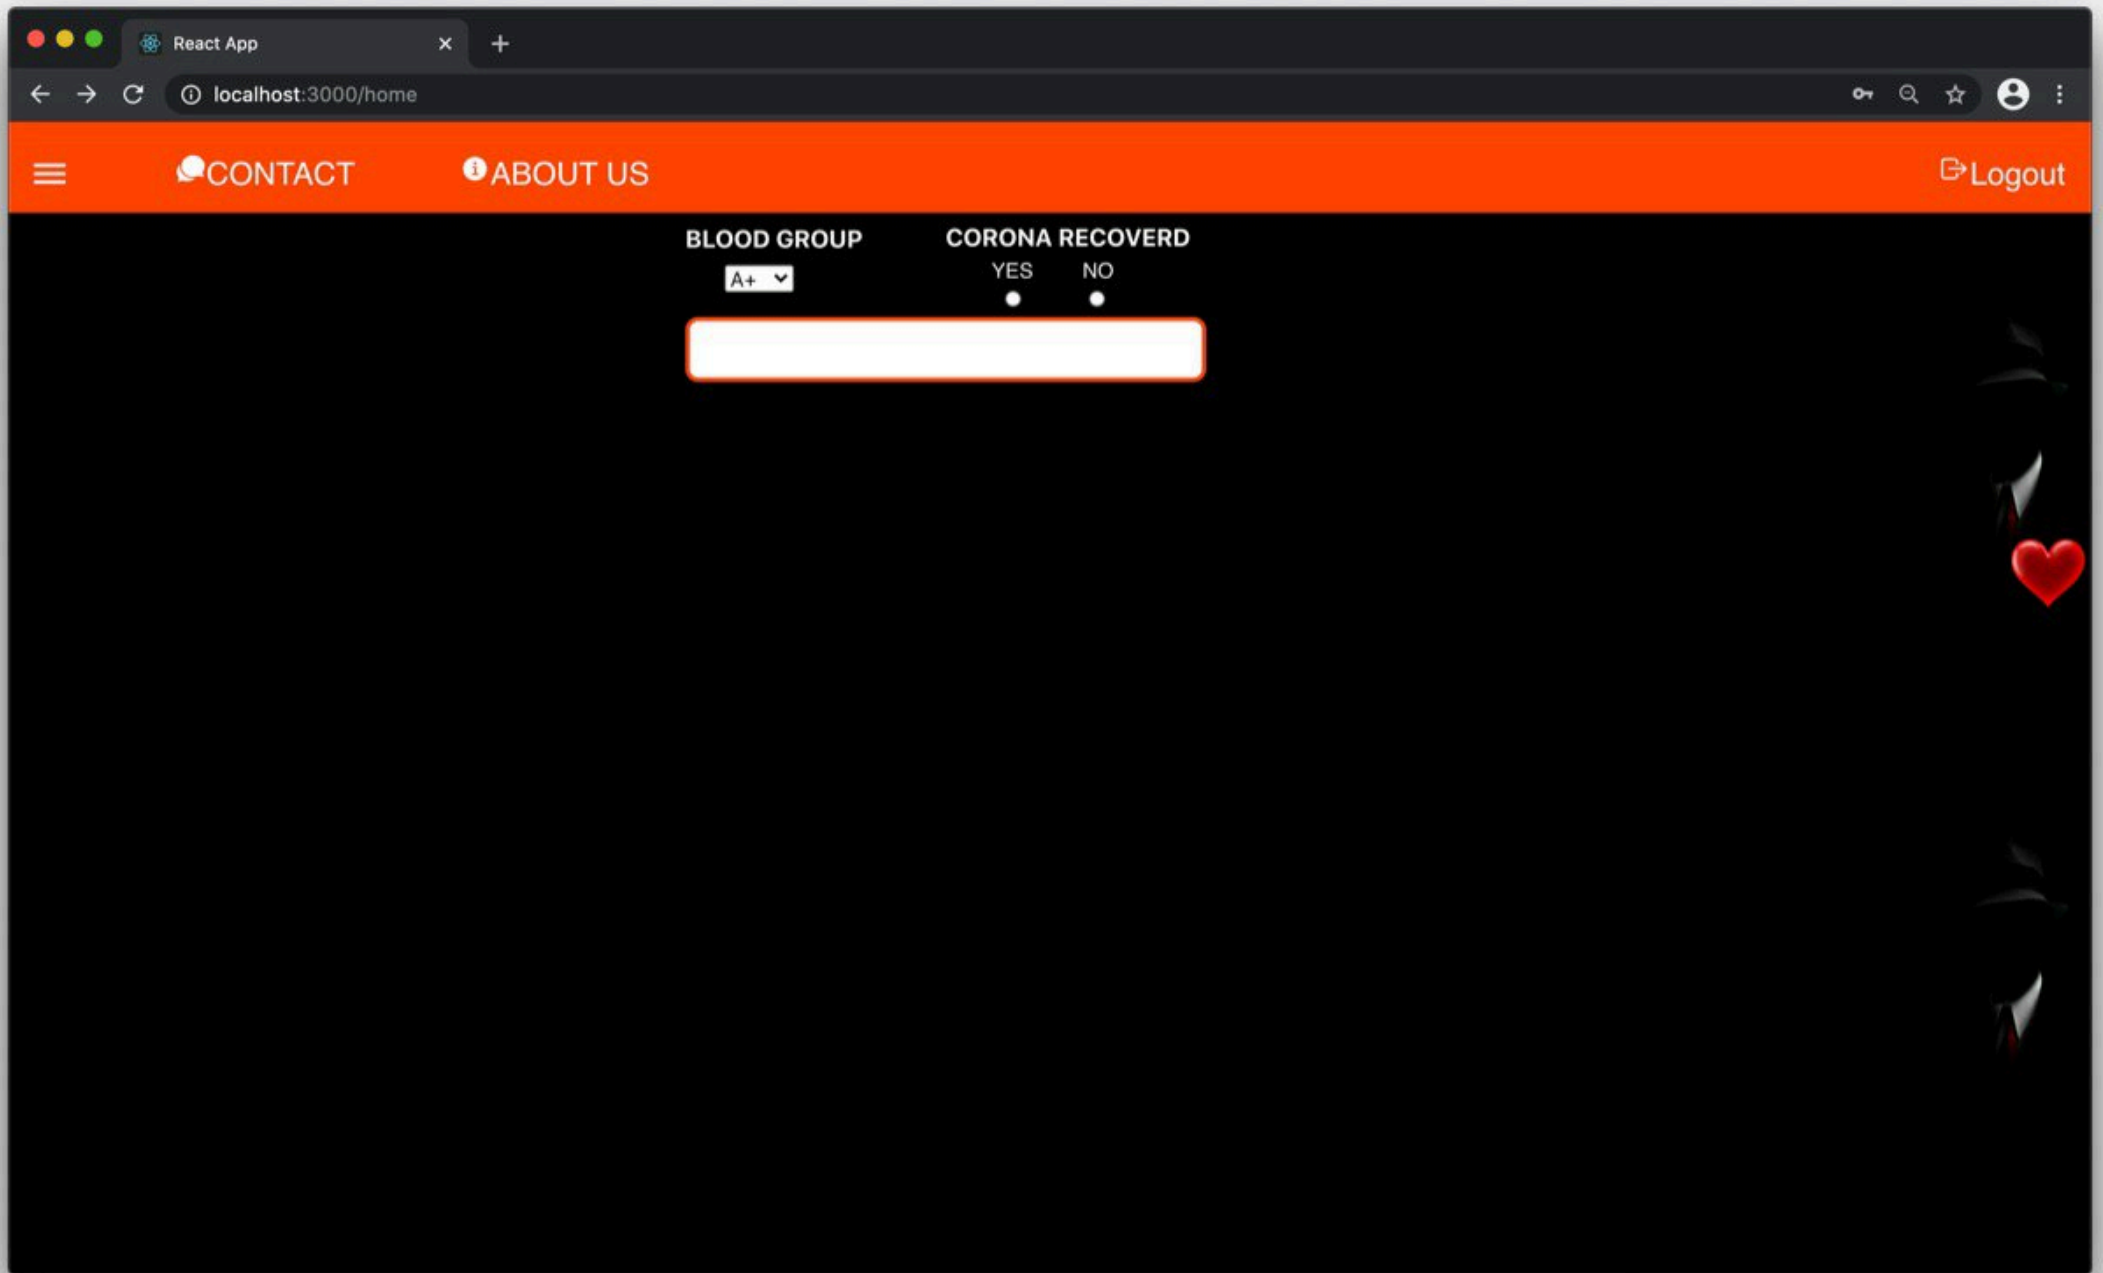 React App
localhost:3000/home
CONTACT ABOUT US Logout
BLOOD GROUP CORONA RECOVERD
A+ YES NO